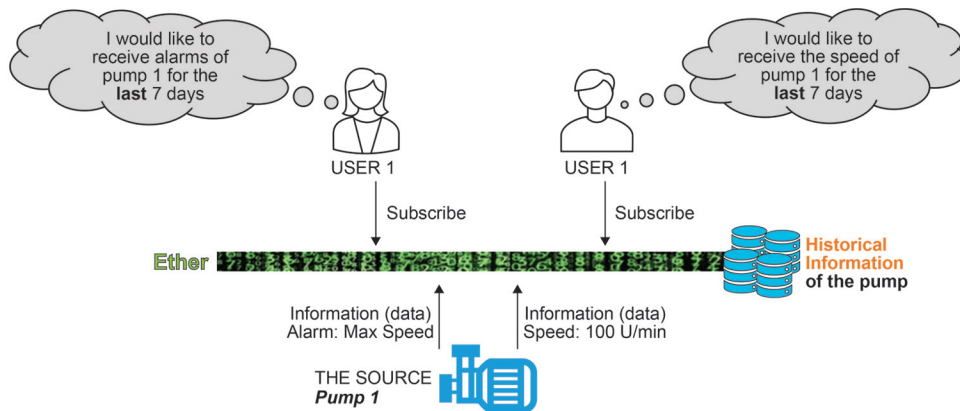 I would like to
receive alarms of
pump 1 for the
last 7 days
I would like to
receive the speed of
pump 1 for the
last 7 days
USER 1
USER 1
Subscribe
Subscribe
Ether
Historical
Information
of the pump
Information (data)
Alarm: Max Speed
Information (data)
Speed: 100 U/min
THE SOURCE
Pump 1